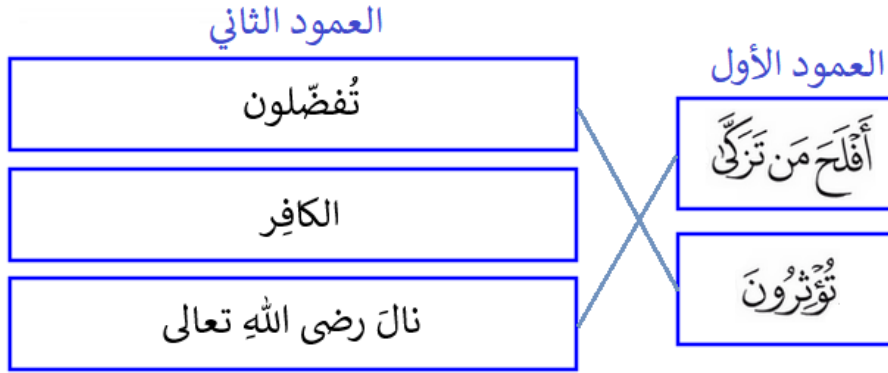 العمود الأول
أَفْلَحَ مَن تَزَكَّىٰ
تُؤْثِرُونَ
العمود الثاني
تُفضّلون
الكافِر
نالَ رضى اللهِ تعالى